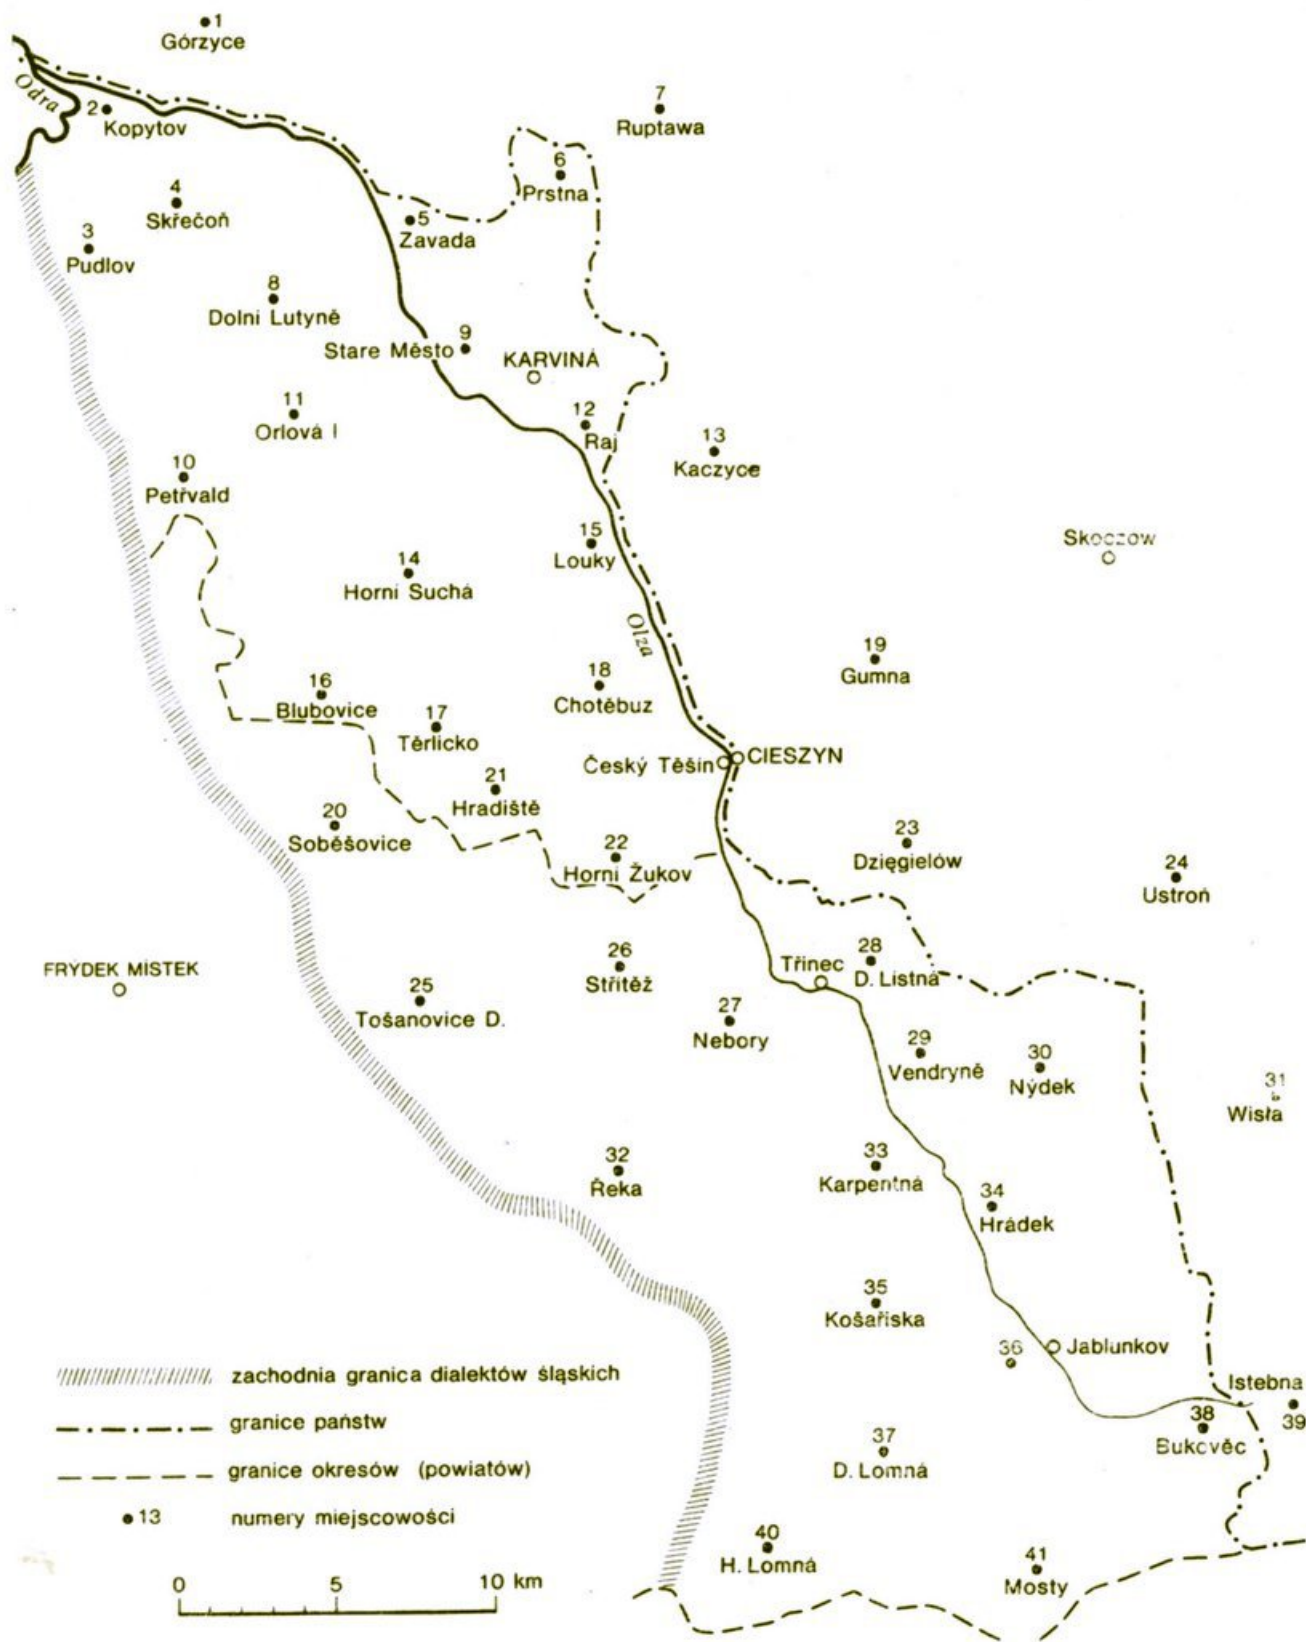 1
Górzyce
Odra
2
Kopytov
7
Ruptawa
6
Prstna
4
Skřečoň
5
Zavada
3
Pudlov
8
Dolni Lutyně
9
Stare Město
KARVINÁ
11
Orlová I
12
Raj
13
Kaczyce
10
Petřvald
15
Louky
Skoczow
14
Horni Suchá
Olza
19
Gumna
18
Chotěbuz
16
Blubovice
17
Těrlicko
Český Těšin
CIESZYN
21
Hradiště
20
Soběšovice
22
Horni Žukov
23
Dzięgielów
24
Ustroń
FRÝDEK MISTEK
26
Střitěž
Třinec
28
D. Listná
25
Tošanovice D.
27
Nebory
29
Vendryně
30
Nýdek
31
Wisła
32
Řeka
33
Karpentná
34
Hrádek
35
Košařiska
36
Jablunkov
Istebna
39
38
Bukověc
37
D. Lomná
40
H. Lomná
41
Mosty
zachodnia granica dialektów śląskich
granice państw
granice okresów (powiatów)
13 numery miejscowości
0 5 10 km